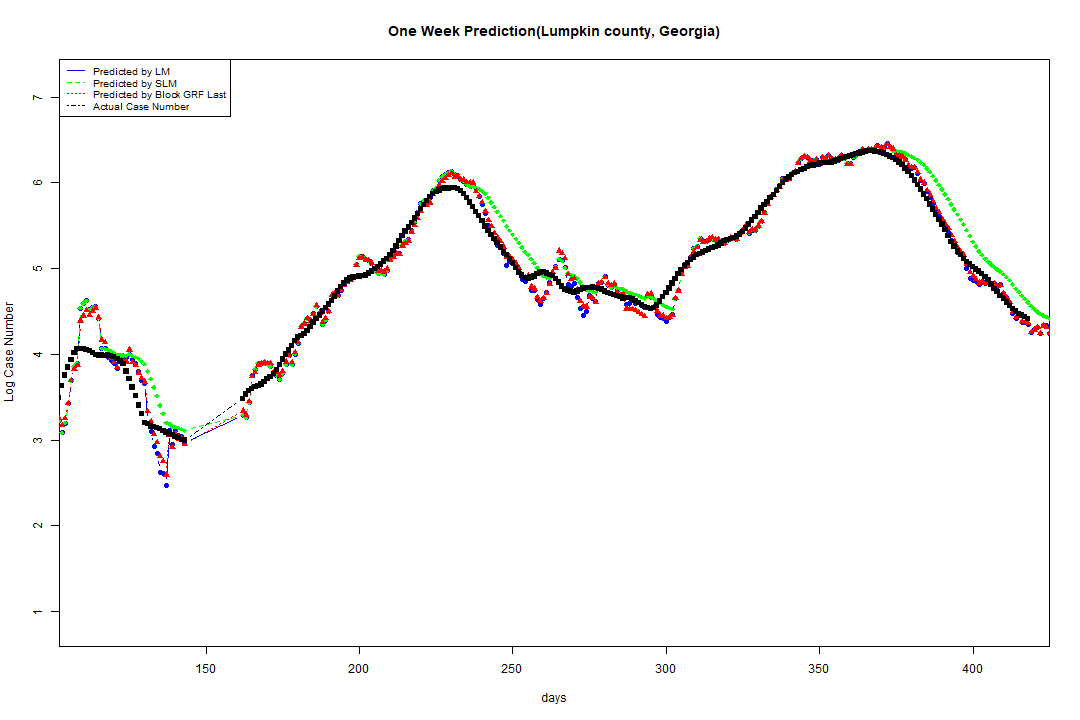 One Week Prediction(Lumpkin county, Georgia)
Predicted by LM
Predicted by SLM
Predicted by Block GRF Last
Actual Case Number
7
6
5
4
3
2
1
Log Case Number
150 200 250 300 350 400
days